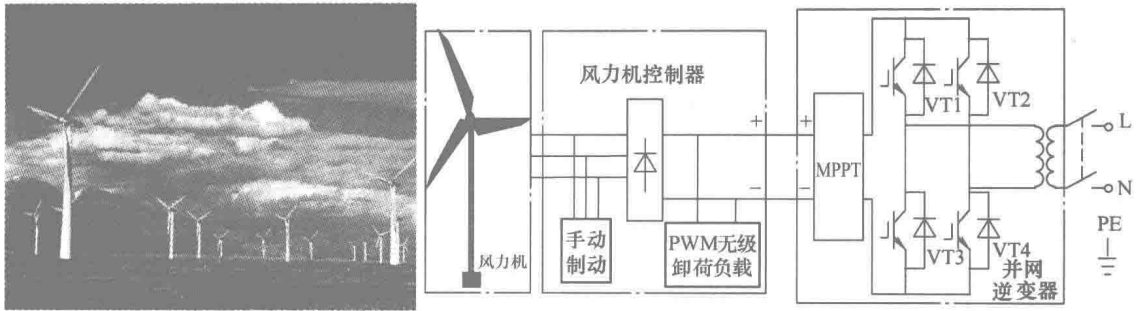 风力机
风力机控制器
手动
制动
PWM无级
卸荷负载
+
−
+
−
MPPT
VT1
VT2
VT3
VT4
并网
逆变器
L
N
PE